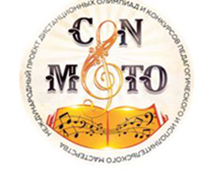 МЕЖДУНАРОДНЫЙ ПРОЕКТ ДИСТАНЦИОННЫХ ОЛИМПИАД И КОНКУРСОВ ПЕДАГОГИЧЕСКОГО И ИСПОЛНИТЕЛЬСКОГО МАСТЕРСТВА
CON
MOTO